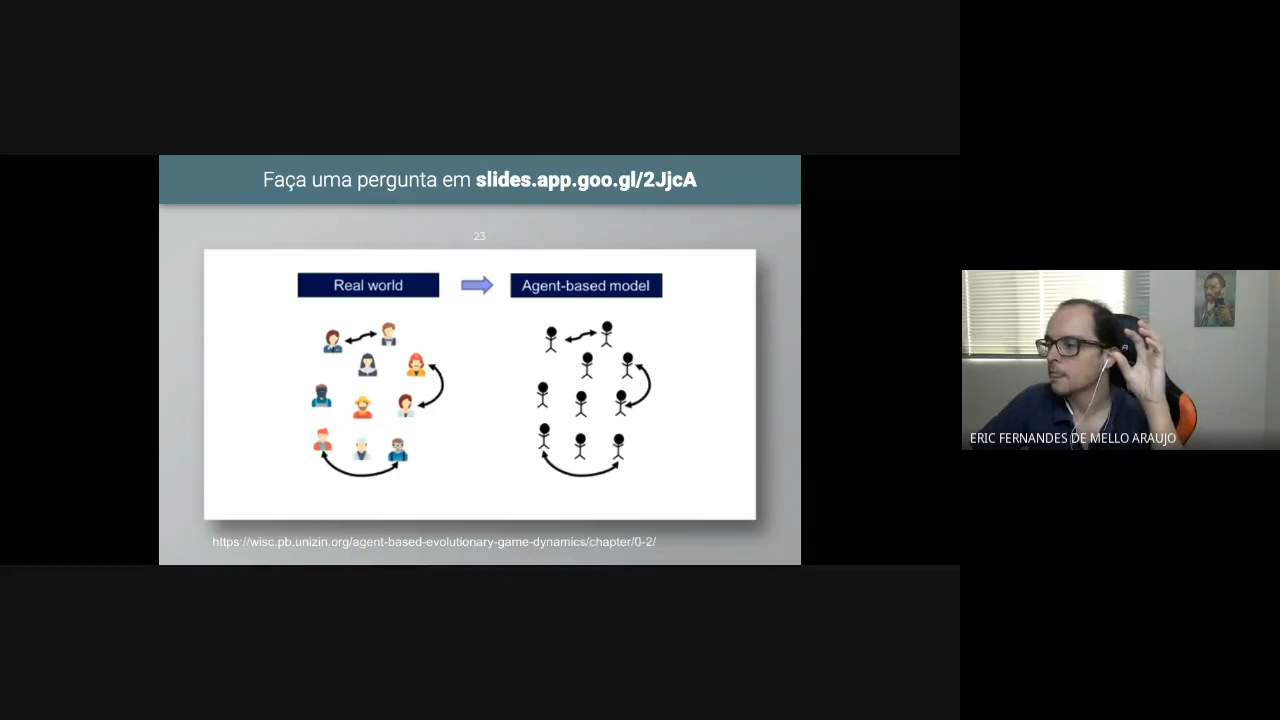 Faça uma pergunta em slides.app.goo.gl/2JjcA
23
Real world
Agent-based model
https://wisc.pb.unizin.org/agent-based-evolutionary-game-dynamics/chapter/0-2/
ERIC FERNANDES DE MELLO ARAUJO